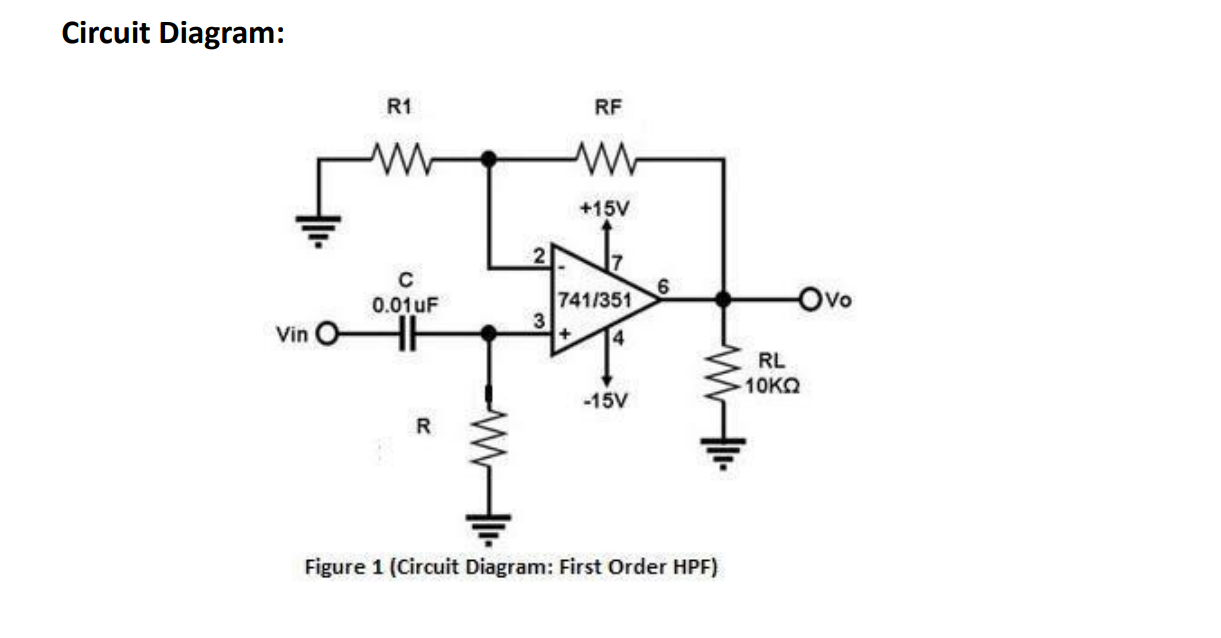 Circuit Diagram:
R1
RF
+15V
2
-
7
C
0.01uF
741/351
6
Vo
Vin
3
+
4
RL
10KΩ
-15V
R
Figure 1 (Circuit Diagram: First Order HPF)